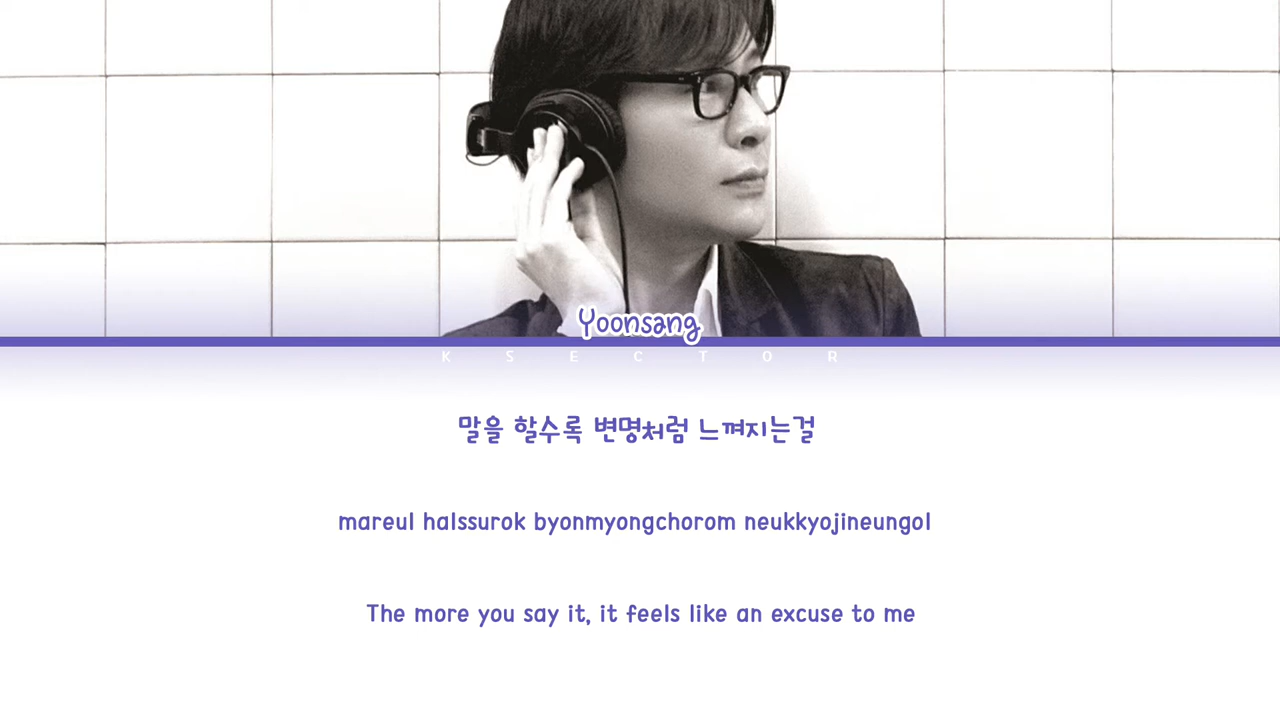 Yoonsang
K S E C T O R
말을 할수록 변명처럼 느껴지는걸
mareul halssurok byonmyongchorom neukkyojineungol
The more you say it, it feels like an excuse to me